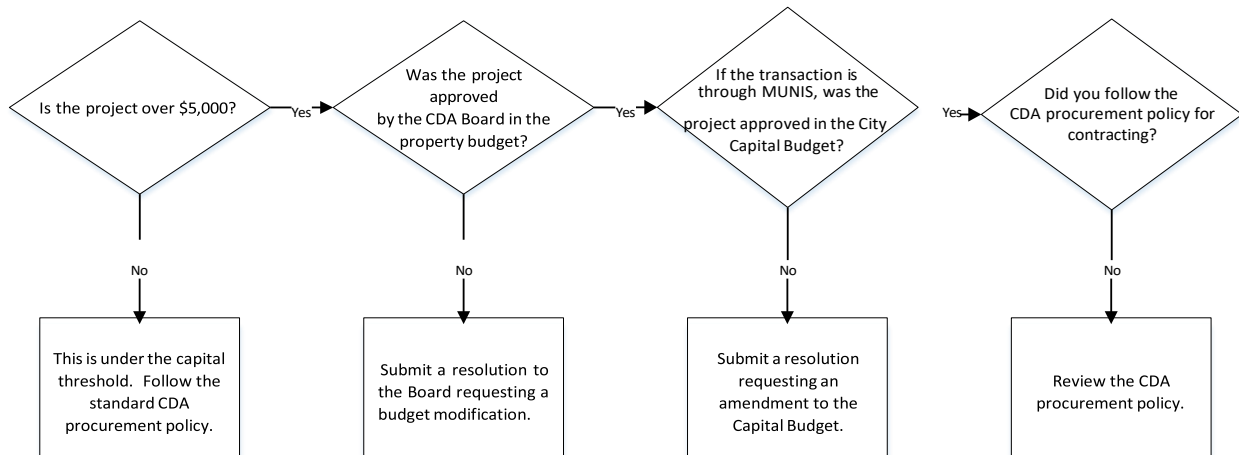 Is the project over $5,000?
Yes
Was the project
approved
by the CDA Board in the
property budget?
Yes
If the transaction is
through MUNIS, was the
project approved in the City
Capital Budget?
Yes
Did you follow the
CDA procurement policy for
contracting?
No
No
No
No
This is under the capital
threshold. Follow the
standard CDA
procurement policy.
Submit a resolution to
the Board requesting a
budget modification.
Submit a resolution
requesting an
amendment to the
Capital Budget.
Review the CDA
procurement policy.